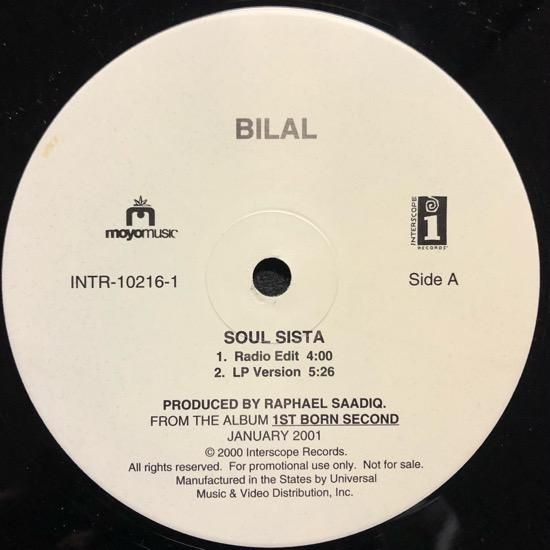 BILAL
moyomusic
INTERSCOPE
RECORDS
INTR-10216-1
Side A
SOUL SISTA
1. Radio Edit 4:00
2. LP Version 5:26
PRODUCED BY RAPHAEL SAADIQ.
FROM THE ALBUM 1ST BORN SECOND
JANUARY 2001
© 2000 Interscope Records.
All rights reserved. For promotional use only. Not for sale.
Manufactured in the States by Universal
Music & Video Distribution, Inc.